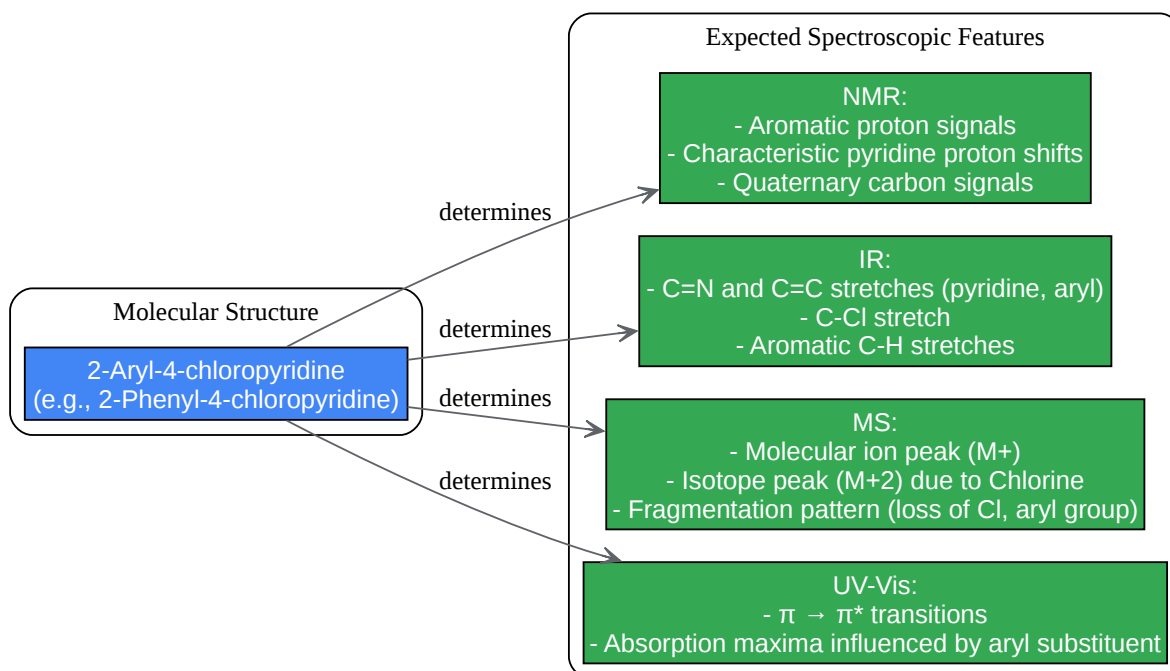 Expected Spectroscopic Features
NMR:
- Aromatic proton signals
- Characteristic pyridine proton shifts
- Quaternary carbon signals
determines
IR:
- C=N and C=C stretches (pyridine, aryl)
- C-Cl stretch
- Aromatic C-H stretches
Molecular Structure
determines
2-Aryl-4-chloropyridine
(e.g., 2-Phenyl-4-chloropyridine)
determines
MS:
- Molecular ion peak (M+)
- Isotope peak (M+2) due to Chlorine
- Fragmentation pattern (loss of Cl, aryl group)
determines
UV-Vis:
- π → π* transitions
- Absorption maxima influenced by aryl substituent